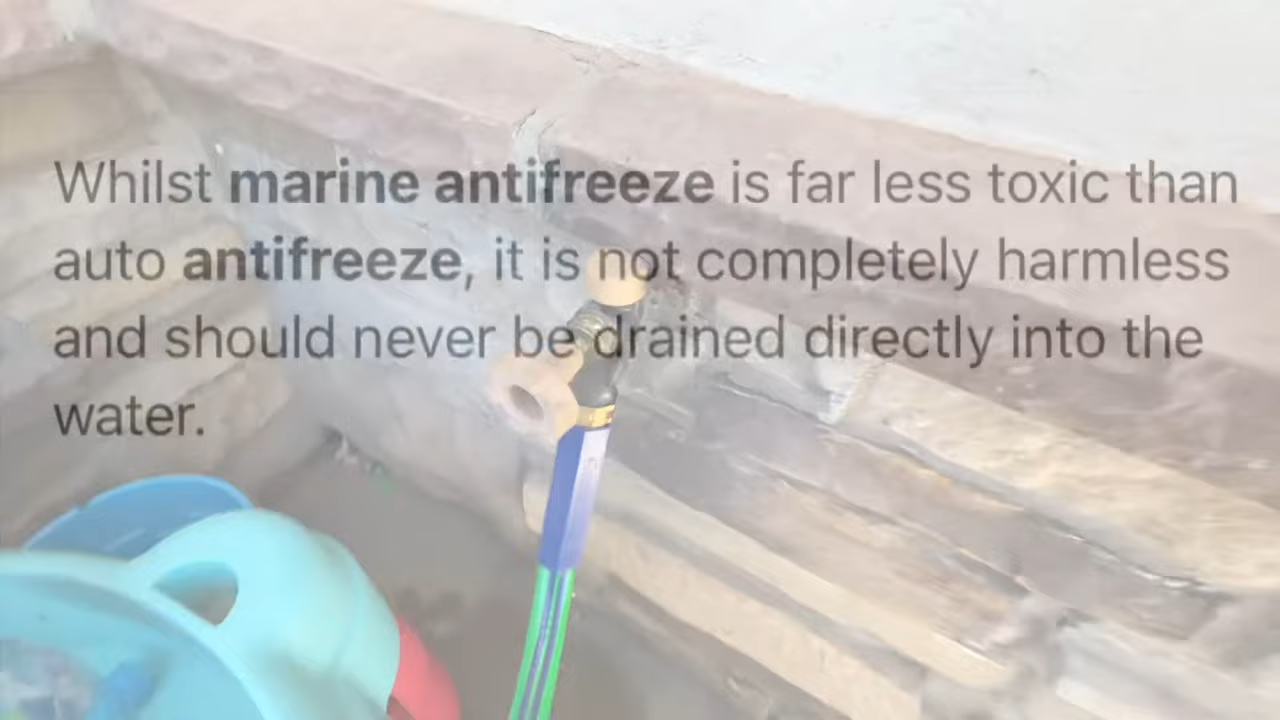 Whilst marine antifreeze is far less toxic than
auto antifreeze, it is not completely harmless
and should never be drained directly into the
water.